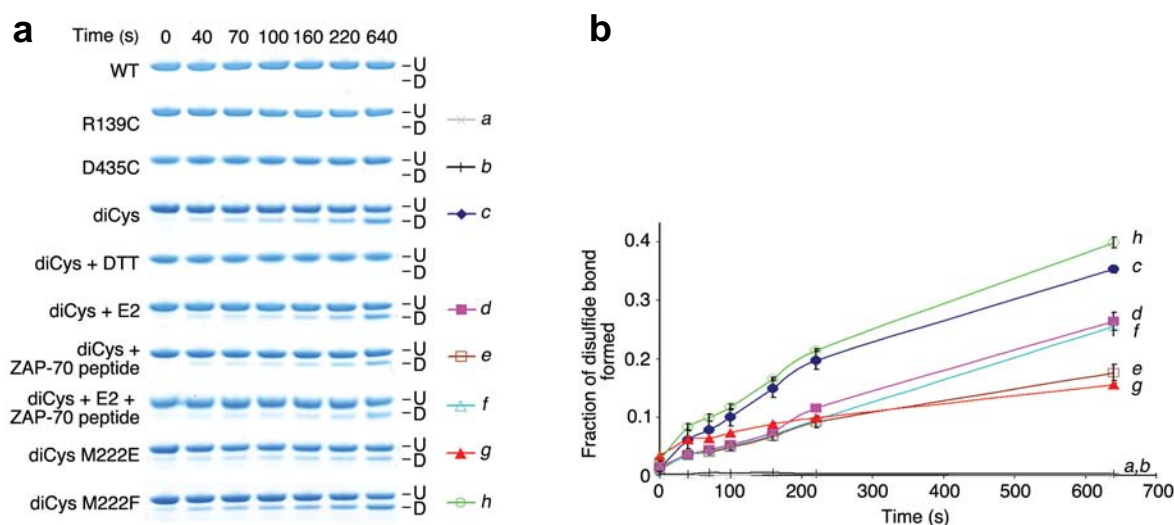 a
Time (s) 0 40 70 100 160 220 640
WT -U
-D
R139C -U
-D a
D435C -U
-D b
diCys -U
-D c
diCys + DTT -U
-D
diCys + E2 -U
-D d
diCys +
ZAP-70 peptide -U
-D e
diCys + E2 +
ZAP-70 peptide -U
-D f
diCys M222E -U
-D g
diCys M222F -U
-D h
b
Fraction of disulfide bond
formed
0.4
0.3
0.2
0.1
0
h
c
d
f
e
g
a,b
0 100 200 300 400 500 600 700
Time (s)